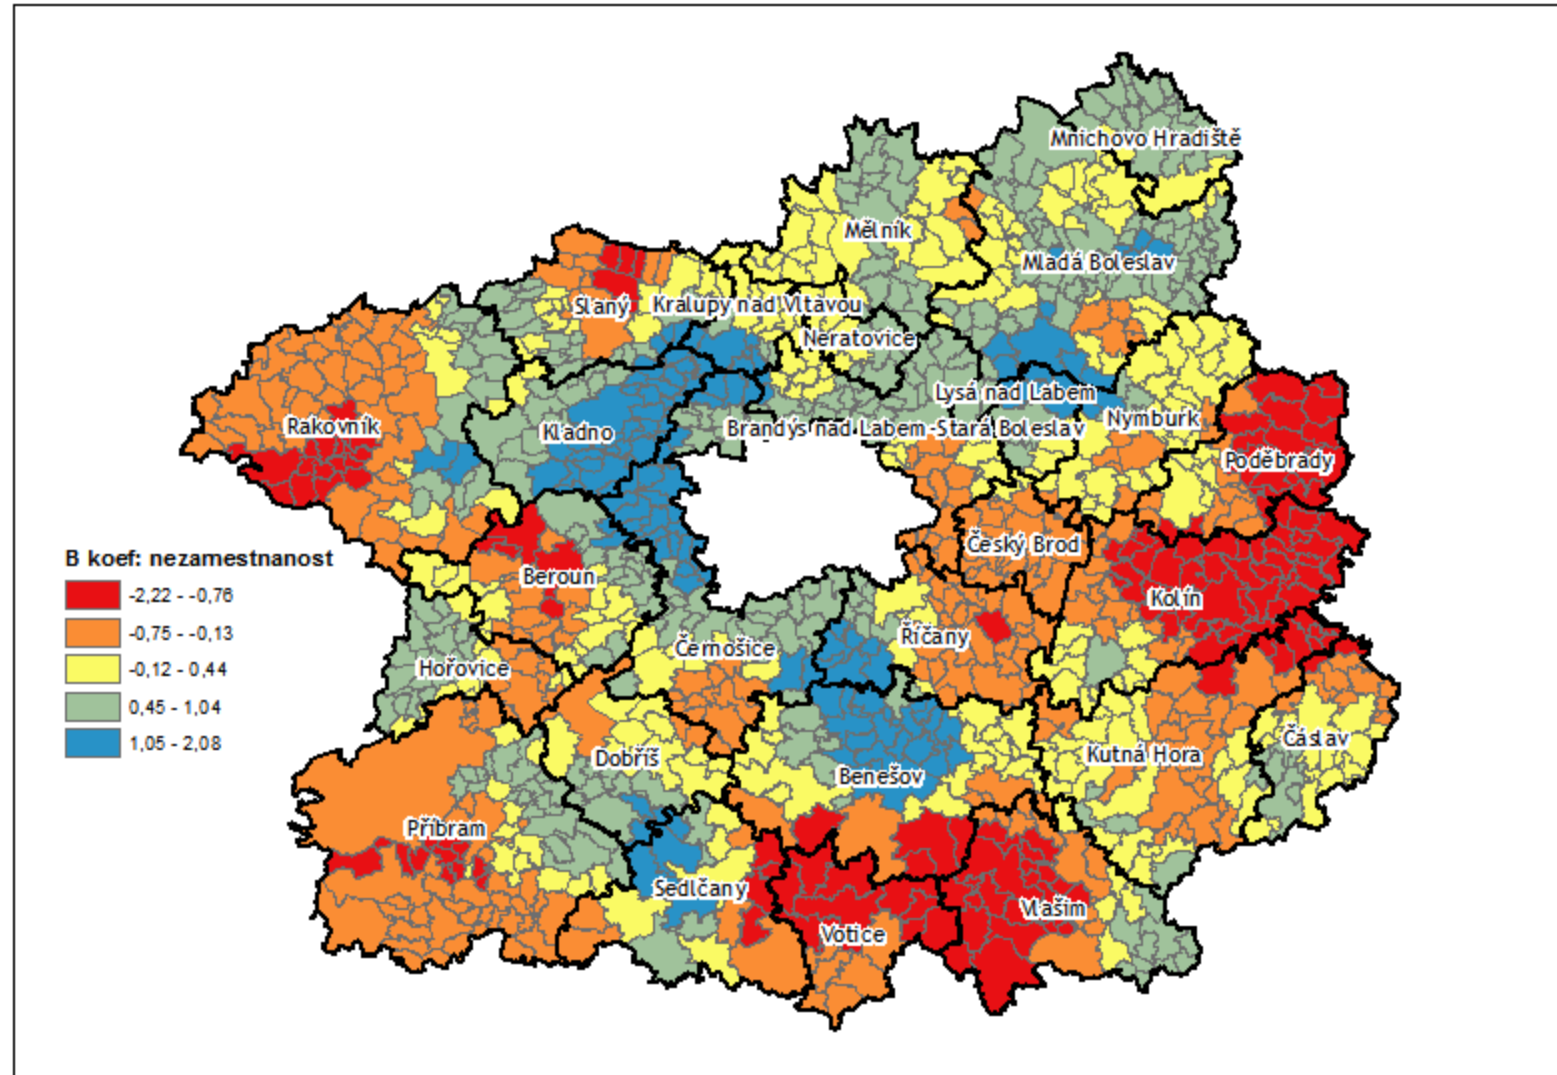 Mnichovo Hradiště
Mělník
Mladá Boleslav
Slaný
Kralupy nad Vltavou
Neratovice
Lysá nad Labem
Rakovník
Kladno
Brandýs nad Labem-Stará Boleslav
Nymburk
Poděbrady
Český Brod
B koef: nezamestnanost
-2,22 - -0,76
-0,75 - -0,13
-0,12 - 0,44
0,45 - 1,04
1,05 - 2,08
Beroun
Kolín
Říčany
Černošice
Hořovice
Čáslav
Kutná Hora
Dobříš
Benešov
Příbram
Sedlčany
Vlašim
Votice